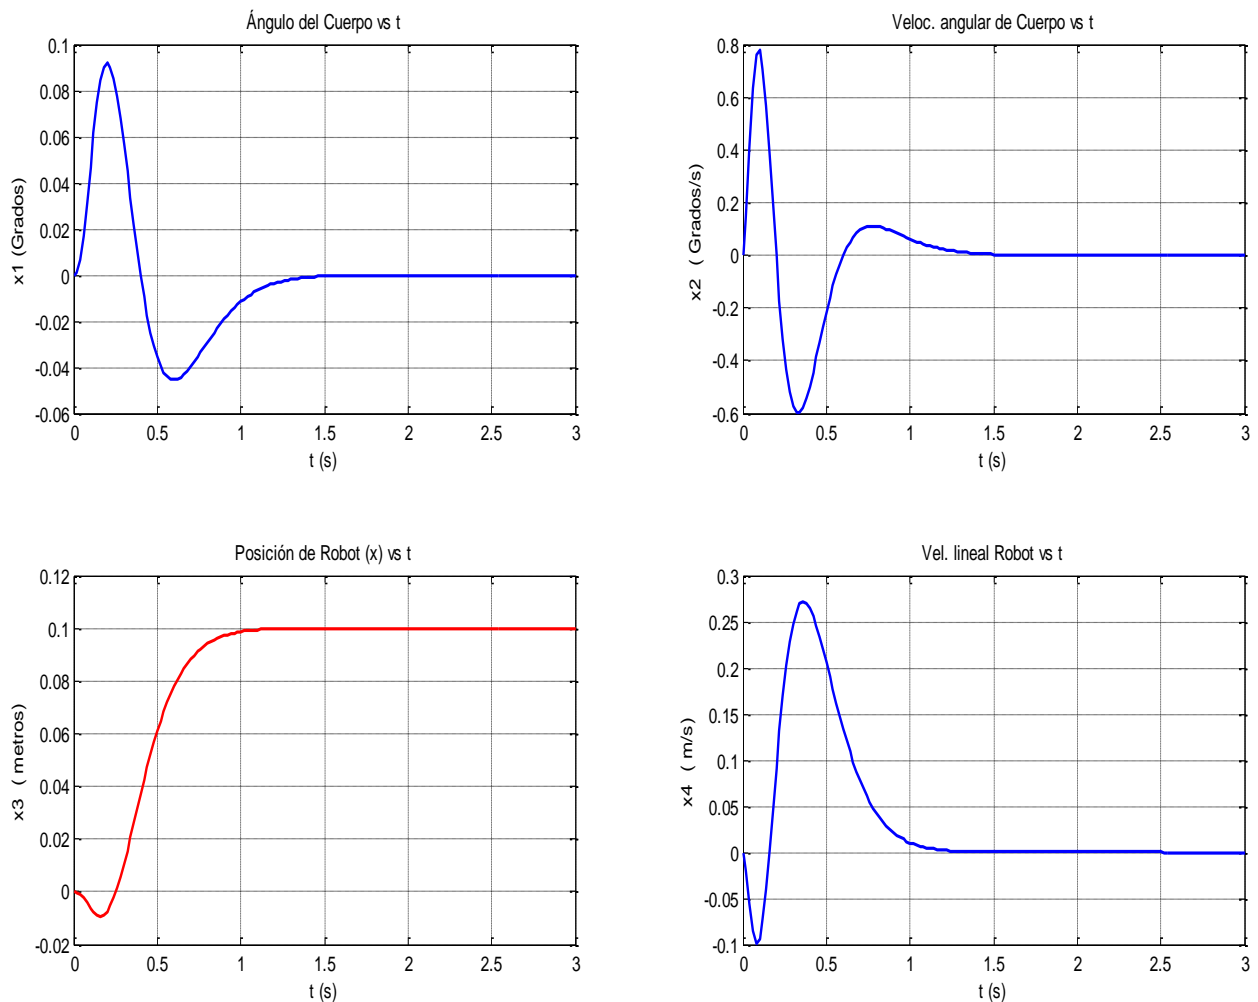 Ángulo del Cuerpo vs t
0.1
0.08
0.06
0.04
0.02
0
-0.02
-0.04
-0.06
x1 (Grados)
0 0.5 1 1.5 2 2.5 3
t (s)
Veloc. angular de Cuerpo vs t
0.8
0.6
0.4
0.2
0
-0.2
-0.4
-0.6
x2 ( Grados/s)
0 0.5 1 1.5 2 2.5 3
t (s)
Posición de Robot (x) vs t
0.12
0.1
0.08
0.06
0.04
0.02
0
-0.02
x3 ( metros)
0 0.5 1 1.5 2 2.5 3
t (s)
Vel. lineal Robot vs t
0.3
0.25
0.2
0.15
0.1
0.05
0
-0.05
-0.1
x4 ( m/s)
0 0.5 1 1.5 2 2.5 3
t (s)